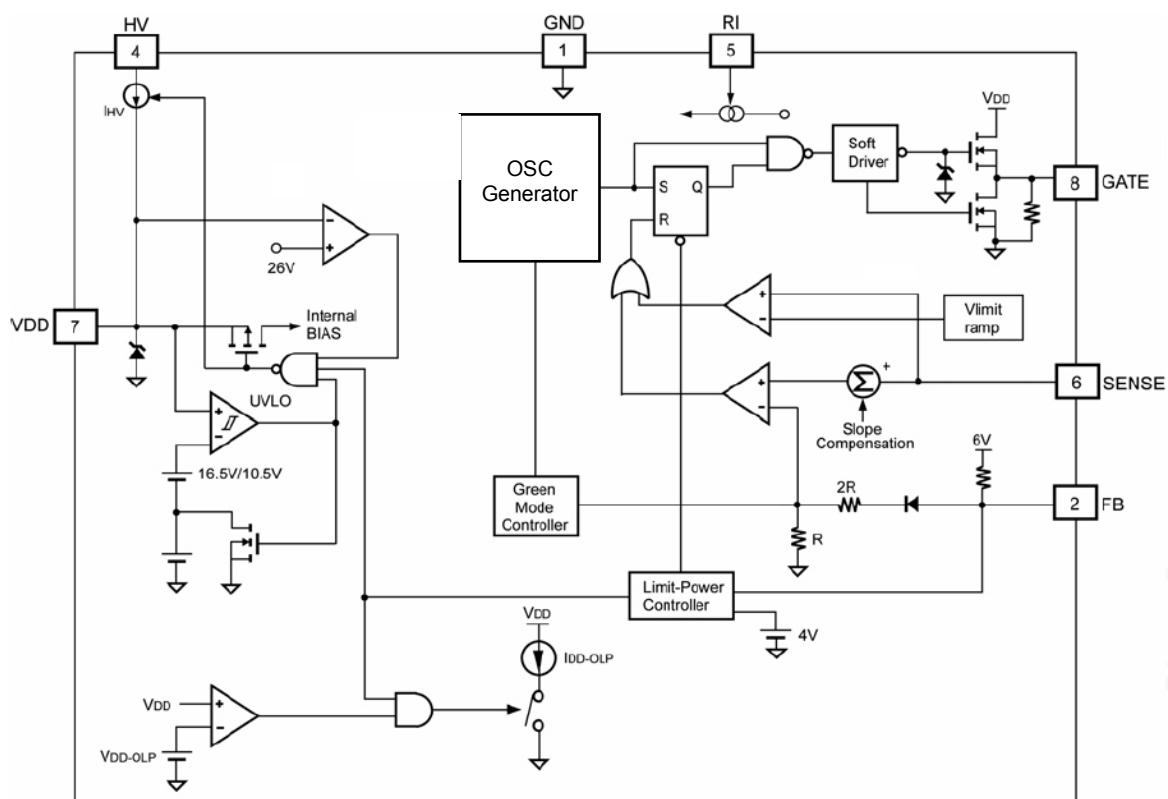 HV
4
GND
1
RI
5
IHV
OSC
Generator
VDD
Soft
Driver
8
GATE
S
Q
R
26V
VDD
7
Internal
BIAS
Vlimit
ramp
UVLO
6
SENSE
Σ
+
Slope
Compensation
16.5V/10.5V
6V
Green
Mode
Controller
2R
2
FB
R
Limit-Power
Controller
4V
VDD
IDD-OLP
VDD
VDD-OLP
+
-